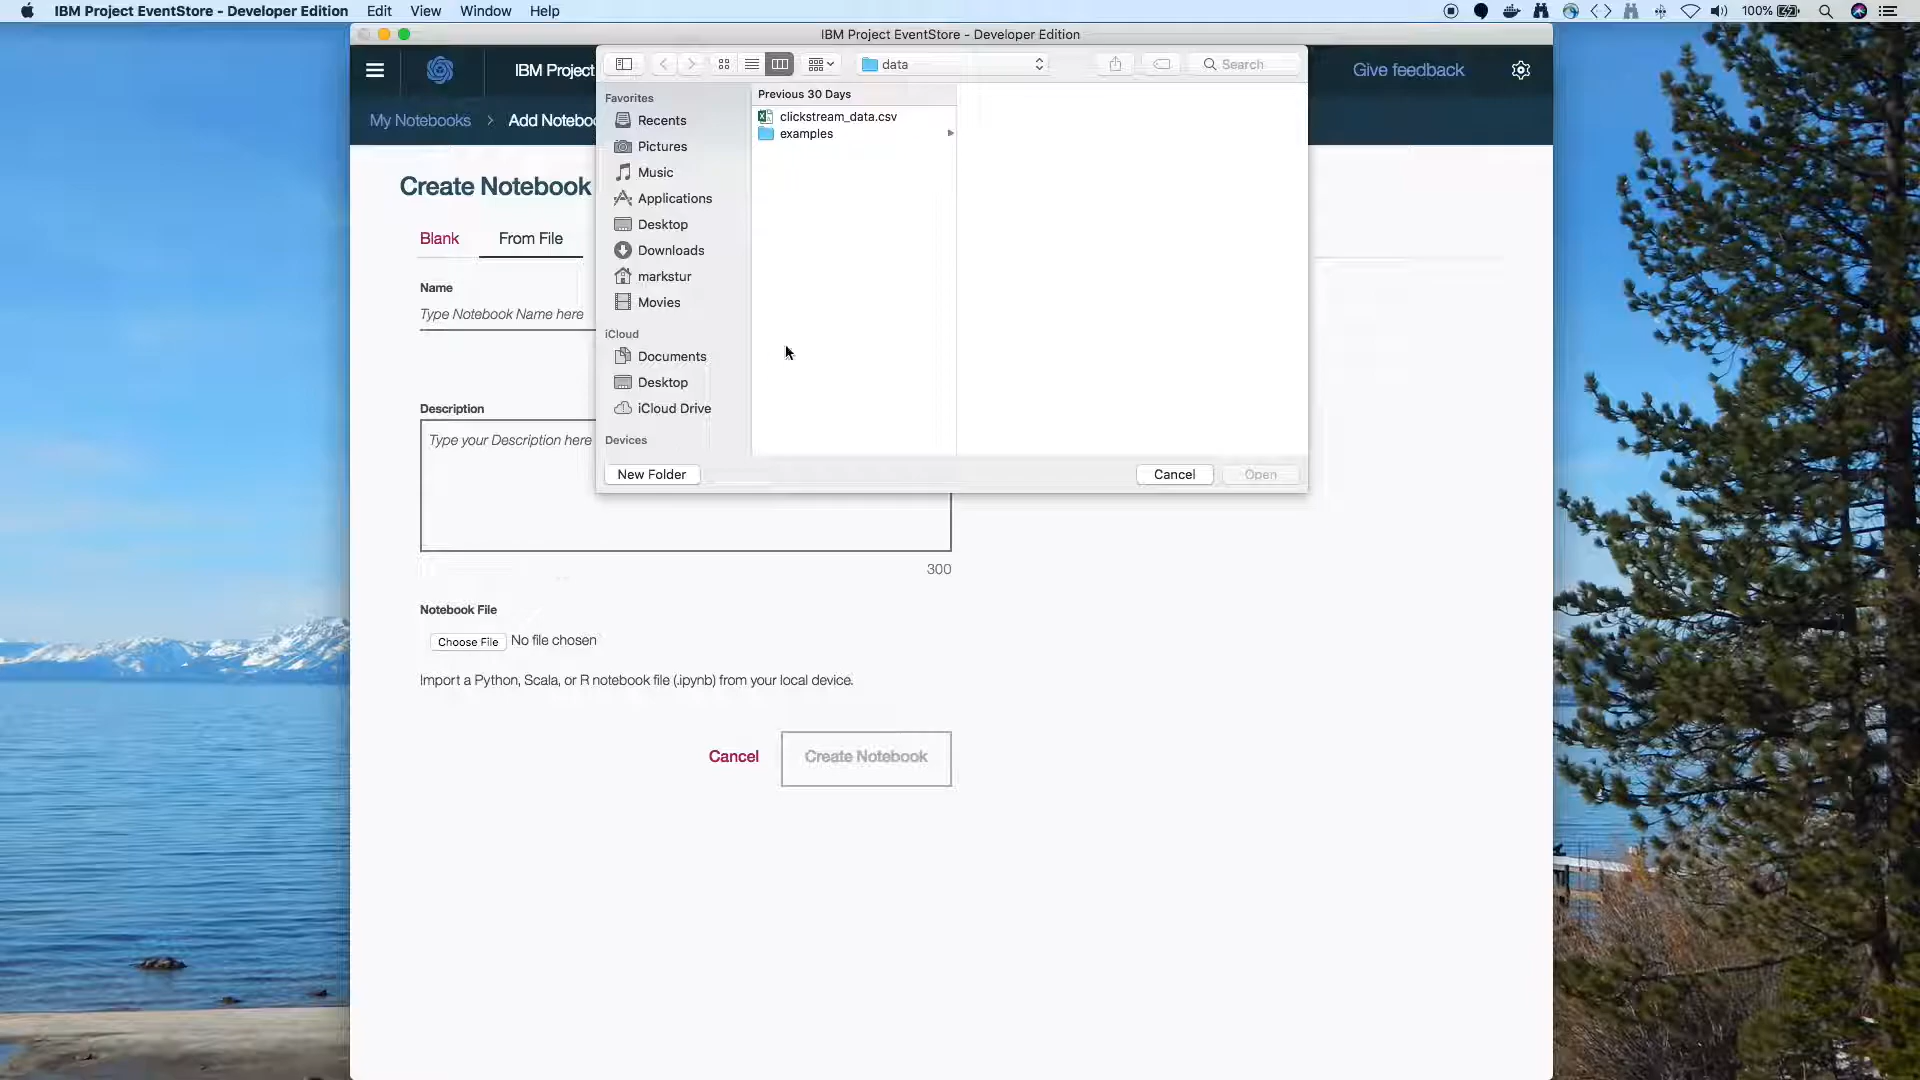 IBM Project EventStore - Developer Edition Edit View Window Help 100%
IBM Project EventStore - Developer Edition
IBM Project Give feedback
data Search
My Notebooks > Add Noteboo
Create Notebook
Blank From File
Name
Type Notebook Name here
Description
Type your Description here
300
Notebook File
Choose File No file chosen
Import a Python, Scala, or R notebook file (.ipynb) from your local device.
Cancel Create Notebook
Favorites
Recents
Pictures
Music
Applications
Desktop
Downloads
markstur
Movies
iCloud
Documents
Desktop
iCloud Drive
Devices
Previous 30 Days
clickstream_data.csv
examples
New Folder Cancel Open